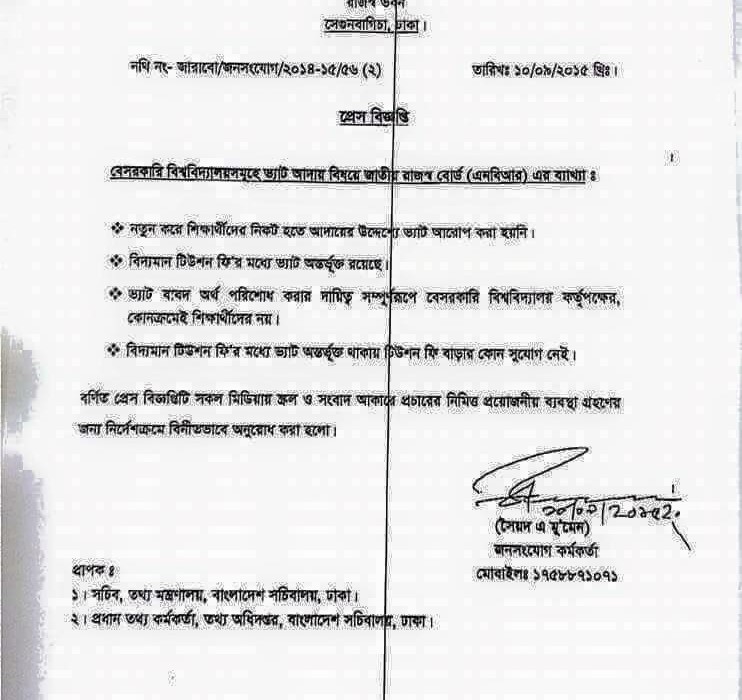 রাজস্ব ভবন
সেগুনবাগিচা, ঢাকা।
নথি নং- জারাবো/জনসংযোগ/২০১৪-১৫/৫৬ (২)
তারিখঃ ১০/০৯/২০১৫ খ্রিঃ।
প্রেস বিজ্ঞপ্তি
বেসরকারি বিশ্ববিদ্যালয়সমূহে ভ্যাট আদায় বিষয়ে জাতীয় রাজস্ব বোর্ড (এনবিআর) এর ব্যাখ্যা ঃ
❖ নতুন করে শিক্ষার্থীদের নিকট হতে আদায়ের উদ্দেশ্যে ভ্যাট আরোপ করা হয়নি।
❖ বিদ্যমান টিউশন ফি'র মধ্যে ভ্যাট অন্তর্ভূক্ত রয়েছে।
❖ ভ্যাট বাবদ অর্থ পরিশোধ করার দায়িত্ব সম্পূর্ণরূপে বেসরকারি বিশ্ববিদ্যালয় কর্তৃপক্ষের,
কোনক্রমেই শিক্ষার্থীদের নয়।
❖ বিদ্যমান টিউশন ফি'র মধ্যে ভ্যাট অন্তর্ভূক্ত থাকায় টিউশন ফি বাড়ার কোন সুযোগ নেই।
বর্ণিত প্রেস বিজ্ঞপ্তিটি সকল মিডিয়ায় স্ক্রল ও সংবাদ আকারে প্রচারের নিমিত্ত প্রয়োজনীয় ব্যবস্থা গ্রহণের
জন্য নির্দেশক্রমে বিনীতভাবে অনুরোধ করা হলো।
(সৈয়দ এ মু'মেন)
জনসংযোগ কর্মকর্তা
মোবাইলঃ ১৭৫৮৮৭১০৭১
প্রাপক ঃ
১। সচিব, তথ্য মন্ত্রণালয়, বাংলাদেশ সচিবালয়, ঢাকা।
২। প্রধান তথ্য কর্মকর্তা, তথ্য অধিদপ্তর, বাংলাদেশ সচিবালয়, ঢাকা।